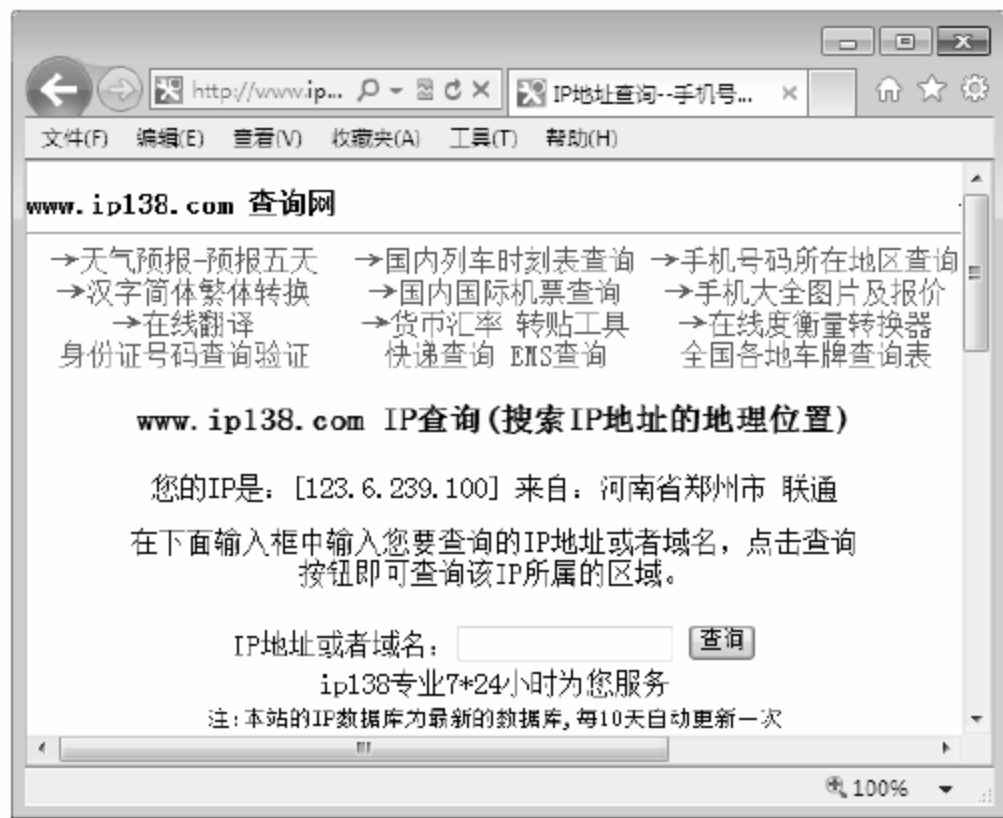 http://www.ip... IP地址查询--手机号...
文件(F) 编辑(E) 查看(V) 收藏夹(A) 工具(T) 帮助(H)
www.ip138.com 查询网
→天气预报-预报五天 →国内列车时刻表查询 →手机号码所在地区查询
→汉字简体繁体转换 →国内国际机票查询 →手机大全图片及报价
→在线翻译 →货币汇率 转贴工具 →在线度衡量转换器
身份证号码查询验证 快递查询 EMS查询 全国各地车牌查询表
www.ip138.com IP查询(搜索IP地址的地理位置)
您的IP是：[123.6.239.100] 来自：河南省郑州市 联通
在下面输入框中输入您要查询的IP地址或者域名，点击查询
按钮即可查询该IP所属的区域。
IP地址或者域名： 查询
ip138专业7*24小时为您服务
注:本站的IP数据库为最新的数据库,每10天自动更新一次
100%